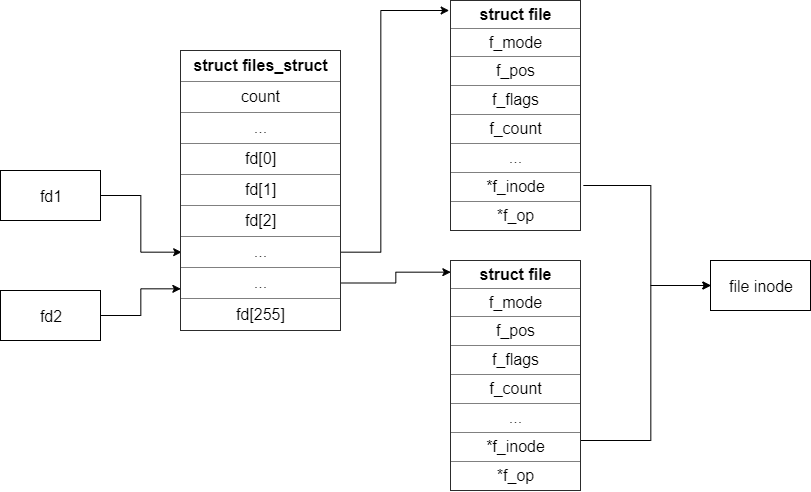 fd1
fd2
struct files_struct
count
...
fd[0]
fd[1]
fd[2]
...
...
fd[255]
struct file
f_mode
f_pos
f_flags
f_count
...
*f_inode
*f_op
struct file
f_mode
f_pos
f_flags
f_count
...
*f_inode
*f_op
file inode